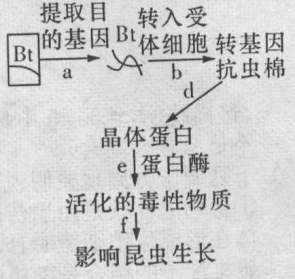 提取目 转入受
的基因 Bt 体细胞 转基因
Bt a b 抗虫棉
d
晶体蛋白
e 蛋白酶
活化的毒性物质
f
影响昆虫生长